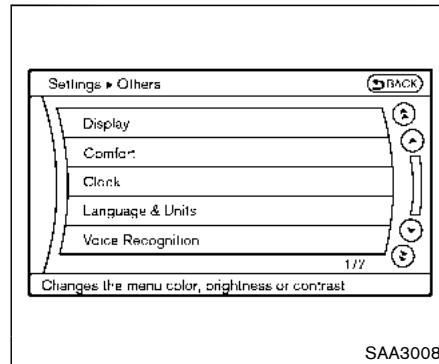 Settings ▸ Others
BACK
Display
Comfort
Clock
Language & Units
Voice Recognition
1/7
Changes the menu color, brightness or contrast
SAA3008